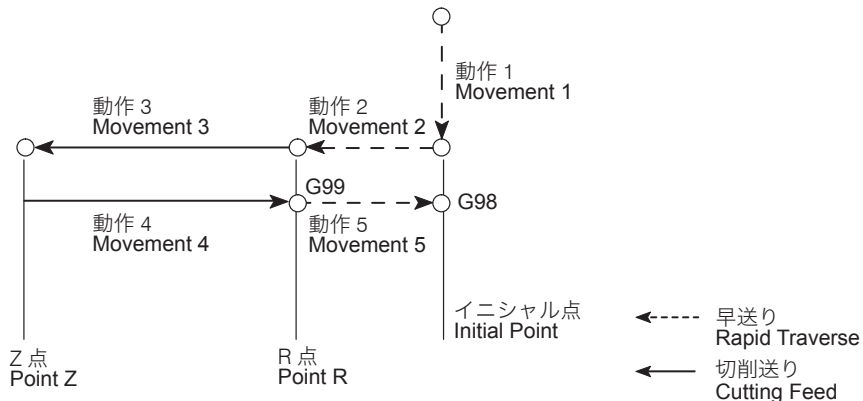 動作 1
Movement 1
動作 3
Movement 3
動作 2
Movement 2
G99
G98
動作 4
Movement 4
動作 5
Movement 5
イニシャル点
Initial Point
Z 点
Point Z
R 点
Point R
早送り
Rapid Traverse
切削送り
Cutting Feed